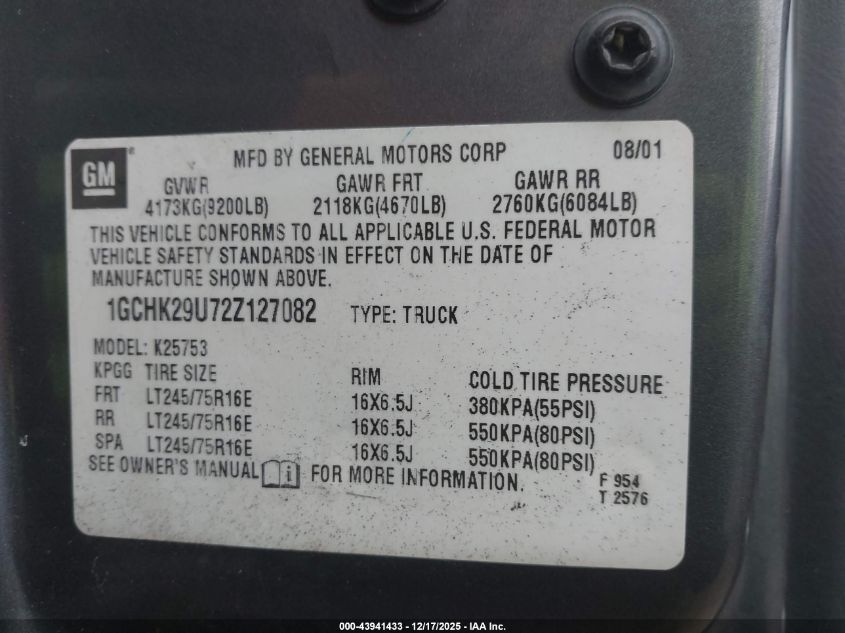 GM
MFD BY GENERAL MOTORS CORP 08/01
GVWR GAWR FRT GAWR RR
4173KG(9200LB) 2118KG(4670LB) 2760KG(6084LB)
THIS VEHICLE CONFORMS TO ALL APPLICABLE U.S. FEDERAL MOTOR
VEHICLE SAFETY STANDARDS IN EFFECT ON THE DATE OF
MANUFACTURE SHOWN ABOVE.
1GCHK29U72Z127082 TYPE: TRUCK
MODEL: K25753
KPGG TIRE SIZE RIM COLD TIRE PRESSURE
FRT LT245/75R16E 16X6.5J 380KPA(55PSI)
RR LT245/75R16E 16X6.5J 550KPA(80PSI)
SPA LT245/75R16E 16X6.5J 550KPA(80PSI)
SEE OWNER'S MANUAL i FOR MORE INFORMATION.
F 954
T 2576
000-43941433 - 12/17/2025 - IAA Inc.